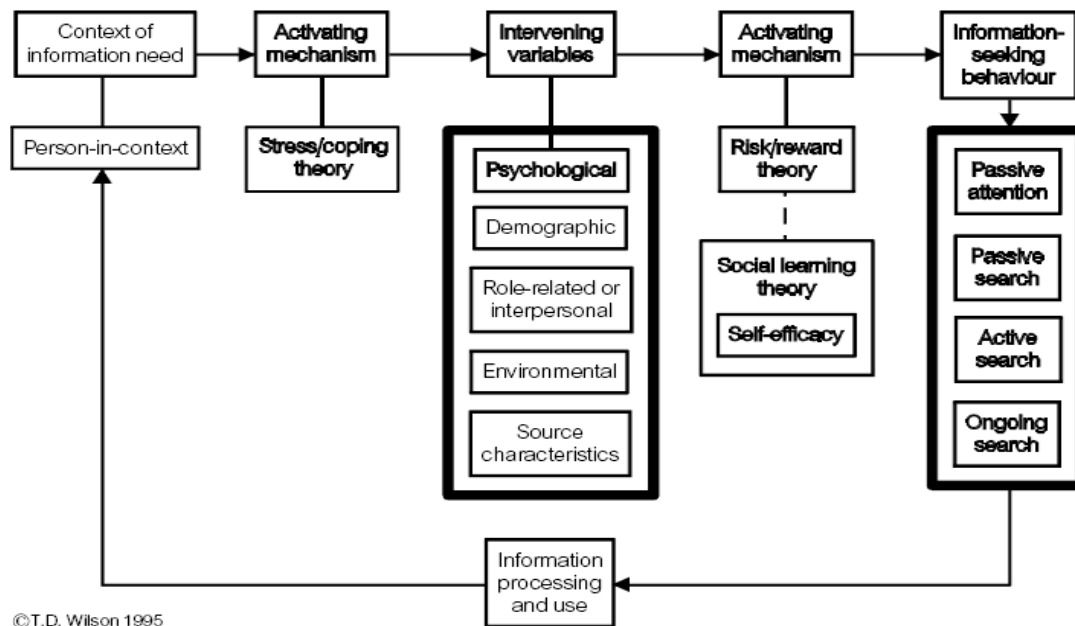 Context of
information need
Activating
mechanism
Intervening
variables
Activating
mechanism
Information-
seeking
behaviour
Person-in-context
Stress/coping
theory
Psychological
Demographic
Role-related or
interpersonal
Environmental
Source
characteristics
Risk/reward
theory
Social learning
theory
Self-efficacy
Passive
attention
Passive
search
Active
search
Ongoing
search
Information
processing
and use
©T.D. Wilson 1995